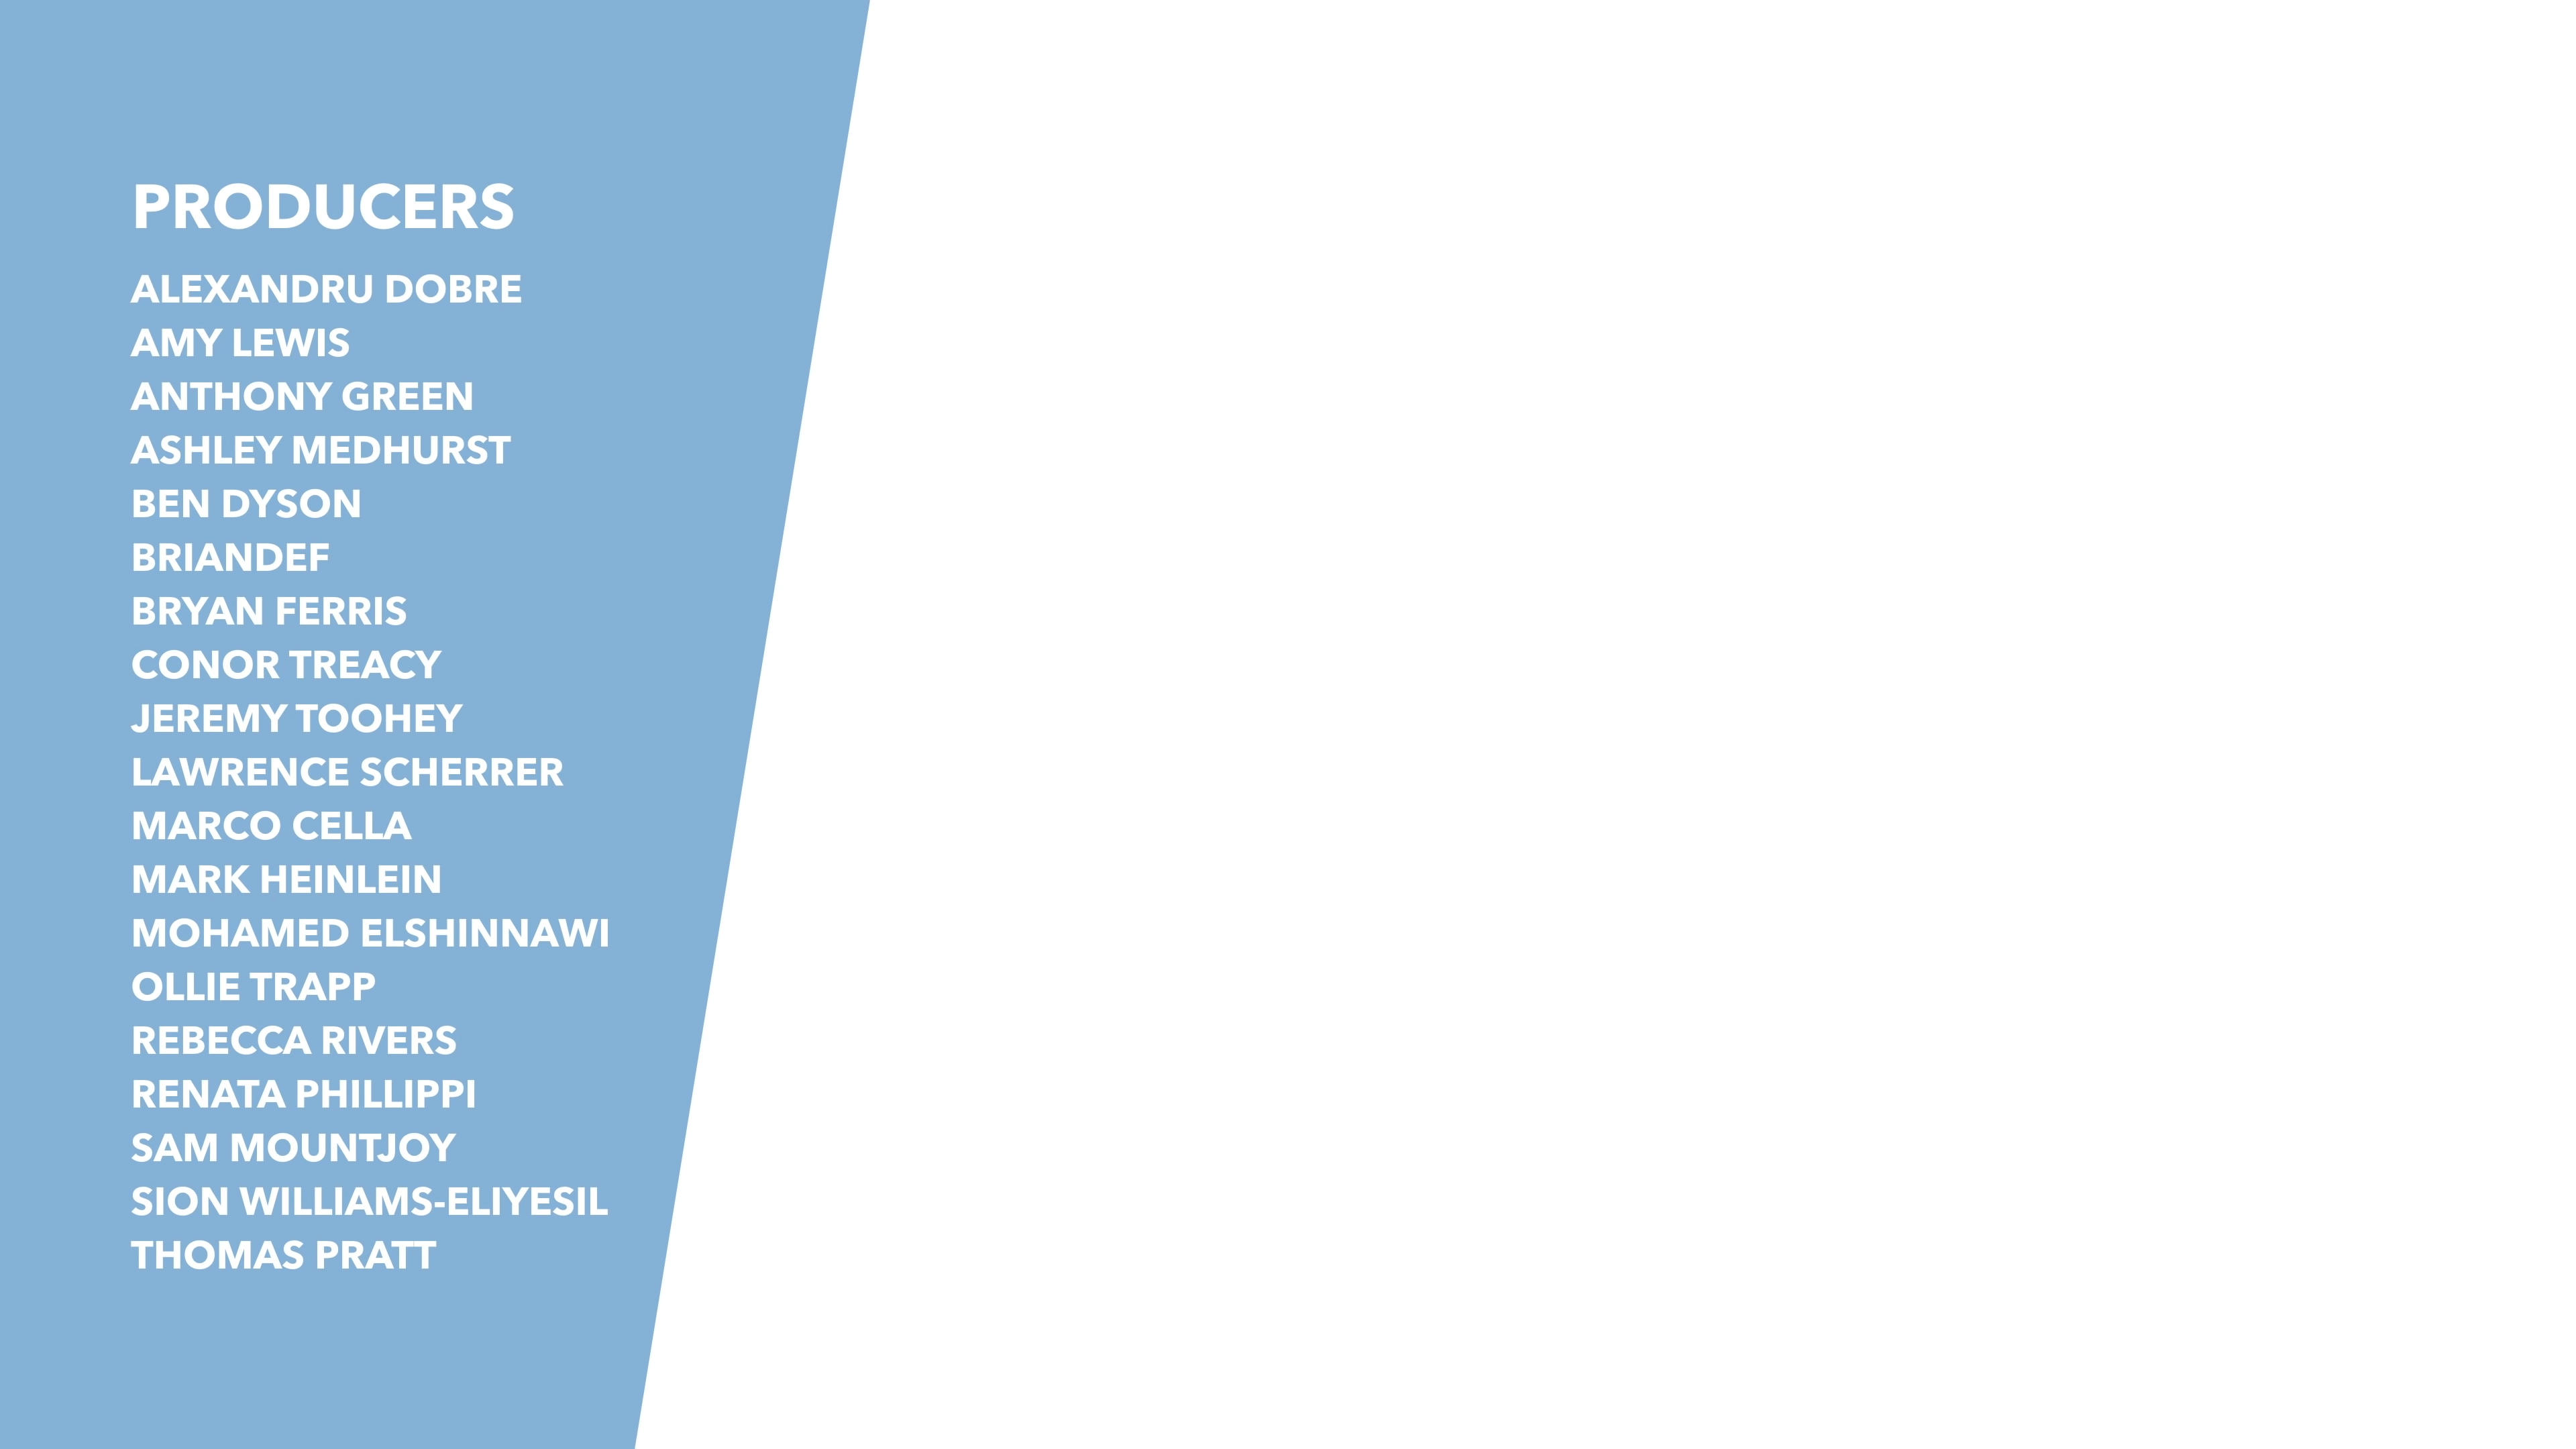 PRODUCERS
ALEXANDRU DOBRE
AMY LEWIS
ANTHONY GREEN
ASHLEY MEDHURST
BEN DYSON
BRIANDEF
BRYAN FERRIS
CONOR TREACY
JEREMY TOOHEY
LAWRENCE SCHERRER
MARCO CELLA
MARK HEINLEIN
MOHAMED ELSHINNAWI
OLLIE TRAPP
REBECCA RIVERS
RENATA PHILLIPPI
SAM MOUNTJOY
SION WILLIAMS-ELIYESIL
THOMAS PRATT